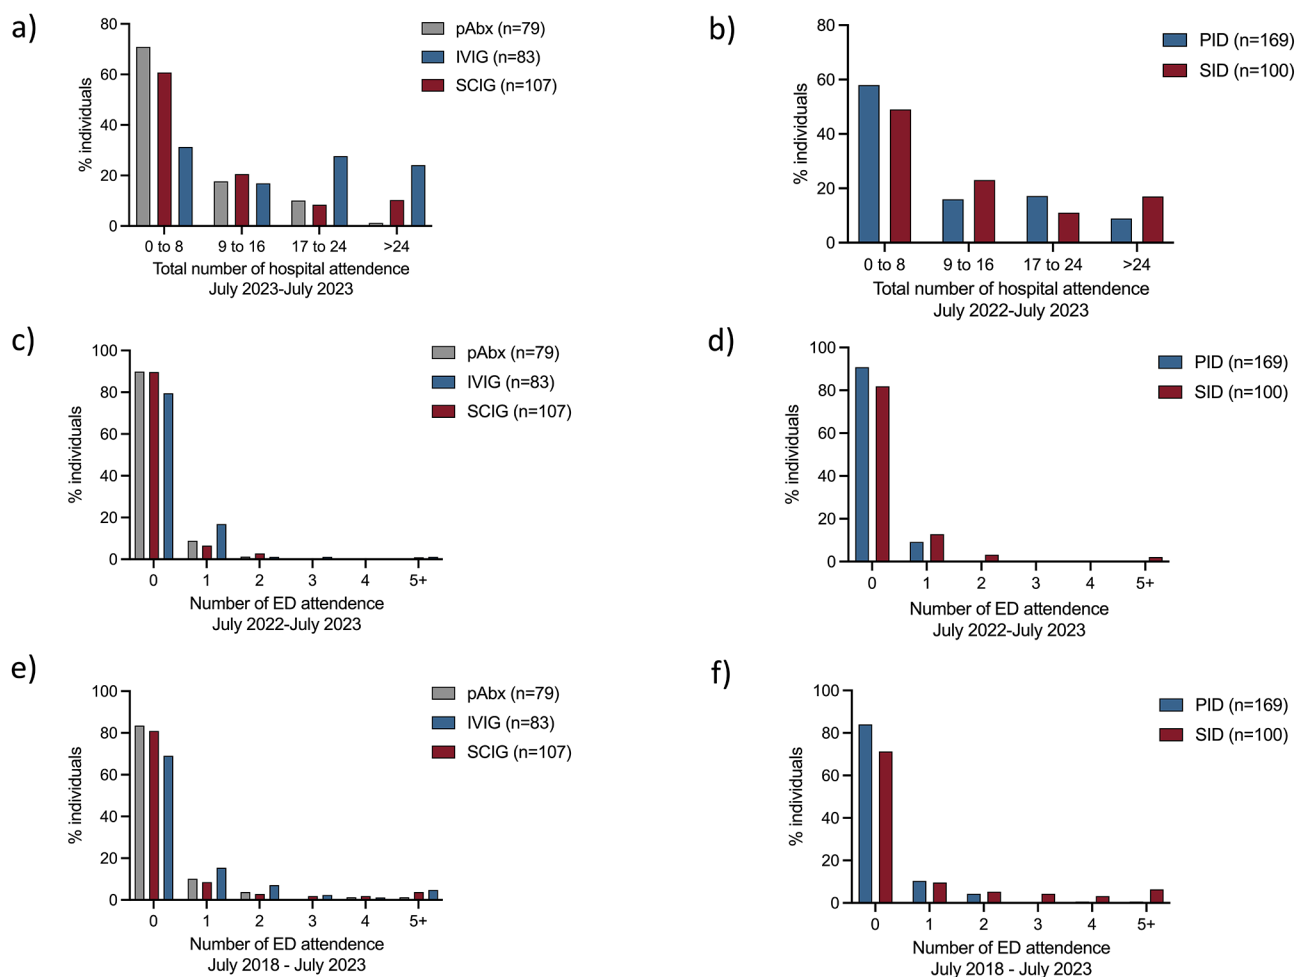 a)
80
60
40
20
0
% individuals
0 to 8 9 to 16 17 to 24 >24
Total number of hospital attendence
July 2023-July 2023
pAbx (n=79)
IVIG (n=83)
SCIG (n=107)
b)
80
60
40
20
0
% individuals
0 to 8 9 to 16 17 to 24 >24
Total number of hospital attendence
July 2022-July 2023
PID (n=169)
SID (n=100)
c)
100
80
60
40
20
0
% individuals
0 1 2 3 4 5+
Number of ED attendence
July 2022-July 2023
pAbx (n=79)
IVIG (n=83)
SCIG (n=107)
d)
100
80
60
40
20
0
% individuals
0 1 2 3 4 5+
Number of ED attendence
July 2022-July 2023
PID (n=169)
SID (n=100)
e)
100
80
60
40
20
0
% individuals
0 1 2 3 4 5+
Number of ED attendence
July 2018 - July 2023
pAbx (n=79)
IVIG (n=83)
SCIG (n=107)
f)
100
80
60
40
20
0
% individuals
0 1 2 3 4 5+
Number of ED attendence
July 2018 - July 2023
PID (n=169)
SID (n=100)